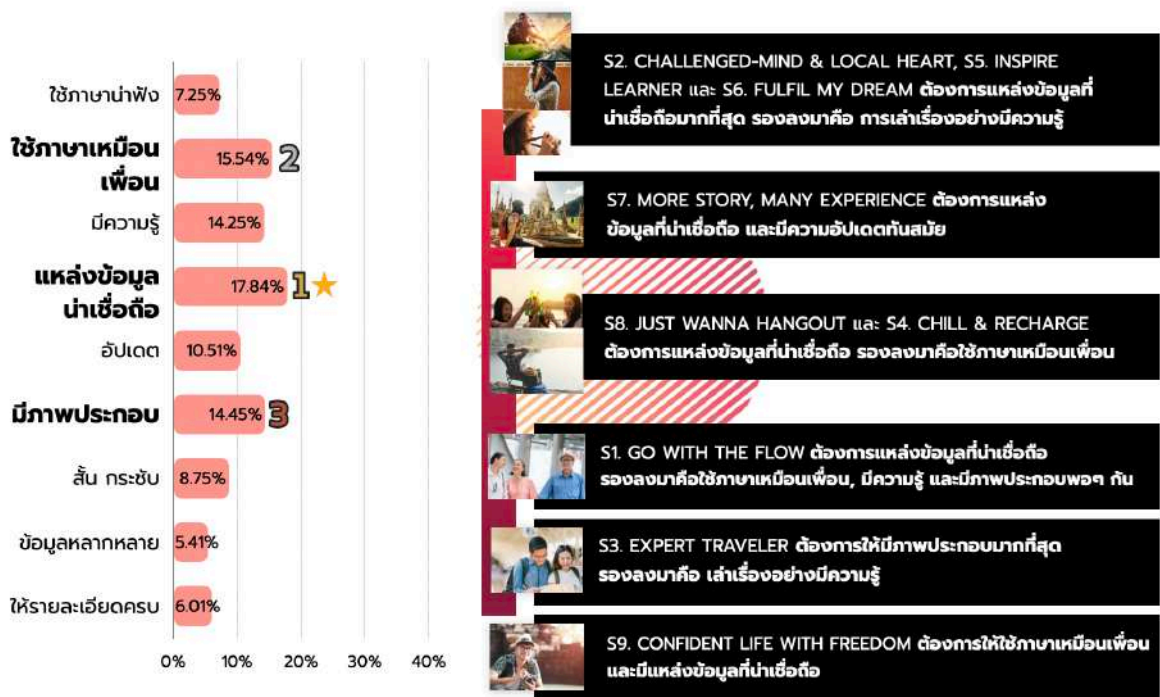 ใช้ภาษาน่าฟัง
7.25%
ใช้ภาษาเหมือน
เพื่อน
15.54%
2
มีความรู้
14.25%
แหล่งข้อมูล
น่าเชื่อถือ
17.84%
1
อัปเดต
10.51%
มีภาพประกอบ
14.45%
3
สั้น กระชับ
8.75%
ข้อมูลหลากหลาย
5.41%
ให้รายละเอียดครบ
6.01%
0%
10%
20%
30%
40%
S2. CHALLENGED-MIND & LOCAL HEART, S5. INSPIRE
LEARNER และ S6. FULFIL MY DREAM ต้องการแหล่งข้อมูลที่
น่าเชื่อถือมากที่สุด รองลงมาคือ การเล่าเรื่องอย่างมีความรู้
S7. MORE STORY, MANY EXPERIENCE ต้องการแหล่ง
ข้อมูลที่น่าเชื่อถือ และมีความอัปเดตทันสมัย
S8. JUST WANNA HANGOUT และ S4. CHILL & RECHARGE
ต้องการแหล่งข้อมูลที่น่าเชื่อถือ รองลงมาคือใช้ภาษาเหมือนเพื่อน
S1. GO WITH THE FLOW ต้องการแหล่งข้อมูลที่น่าเชื่อถือ
รองลงมาคือใช้ภาษาเหมือนเพื่อน, มีความรู้ และมีภาพประกอบพอๆ กัน
S3. EXPERT TRAVELER ต้องการให้มีภาพประกอบมากที่สุด
รองลงมาคือ เล่าเรื่องอย่างมีความรู้
S9. CONFIDENT LIFE WITH FREEDOM ต้องการให้ใช้ภาษาเหมือนเพื่อน
และมีแหล่งข้อมูลที่น่าเชื่อถือ